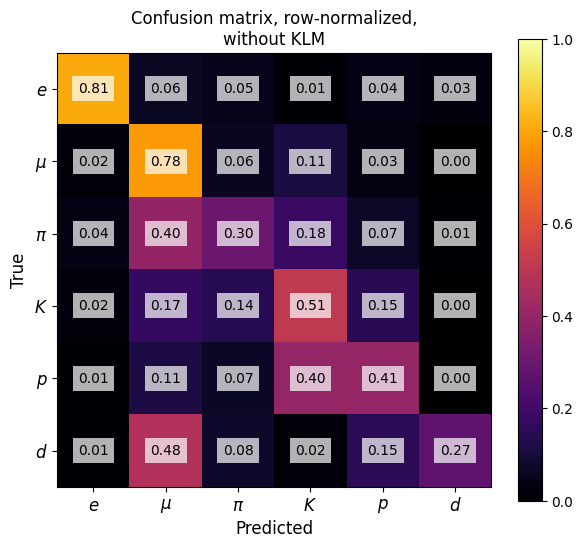 Confusion matrix, row-normalized,
without KLM
e 0.81 0.06 0.05 0.01 0.04 0.03
μ 0.02 0.78 0.06 0.11 0.03 0.00
π 0.04 0.40 0.30 0.18 0.07 0.01
K 0.02 0.17 0.14 0.51 0.15 0.00
p 0.01 0.11 0.07 0.40 0.41 0.00
d 0.01 0.48 0.08 0.02 0.15 0.27
e μ π K p d
Predicted
True
1.0
0.8
0.6
0.4
0.2
0.0